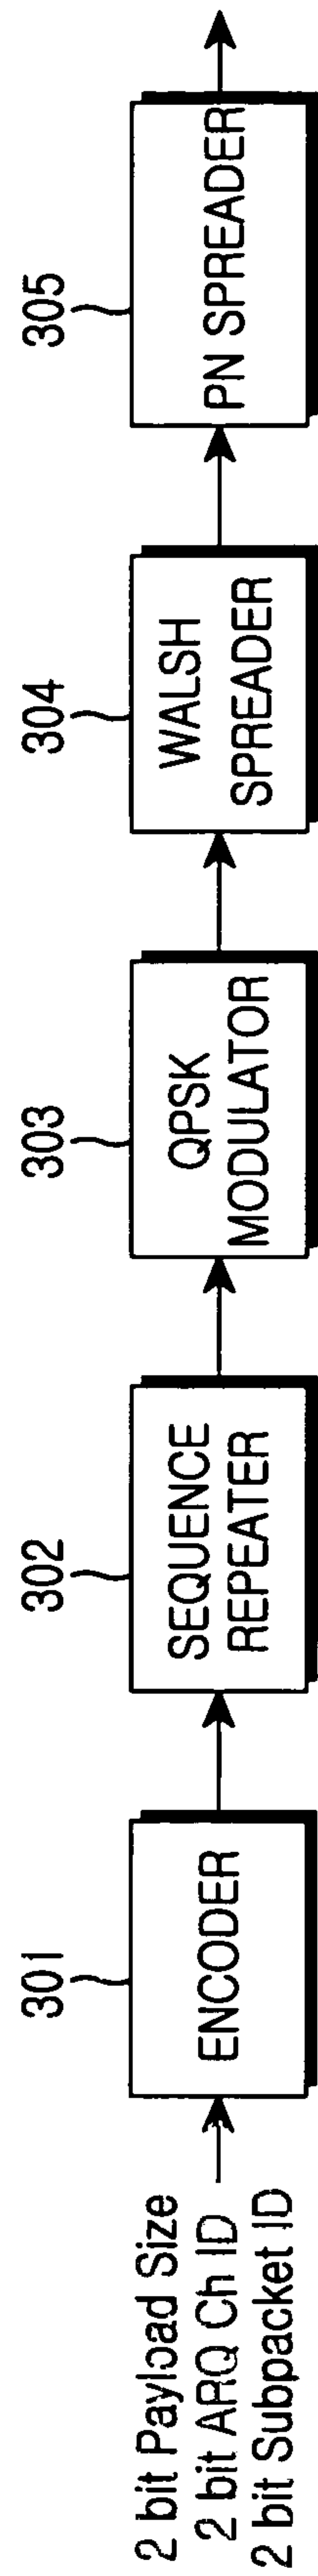 2 bit Payload Size
2 bit ARQ Ch ID
2 bit Subpacket ID
301
ENCODER
302
SEQUENCE
REPEATER
303
QPSK
MODULATOR
304
WALSH
SPREADER
305
PN SPREADER